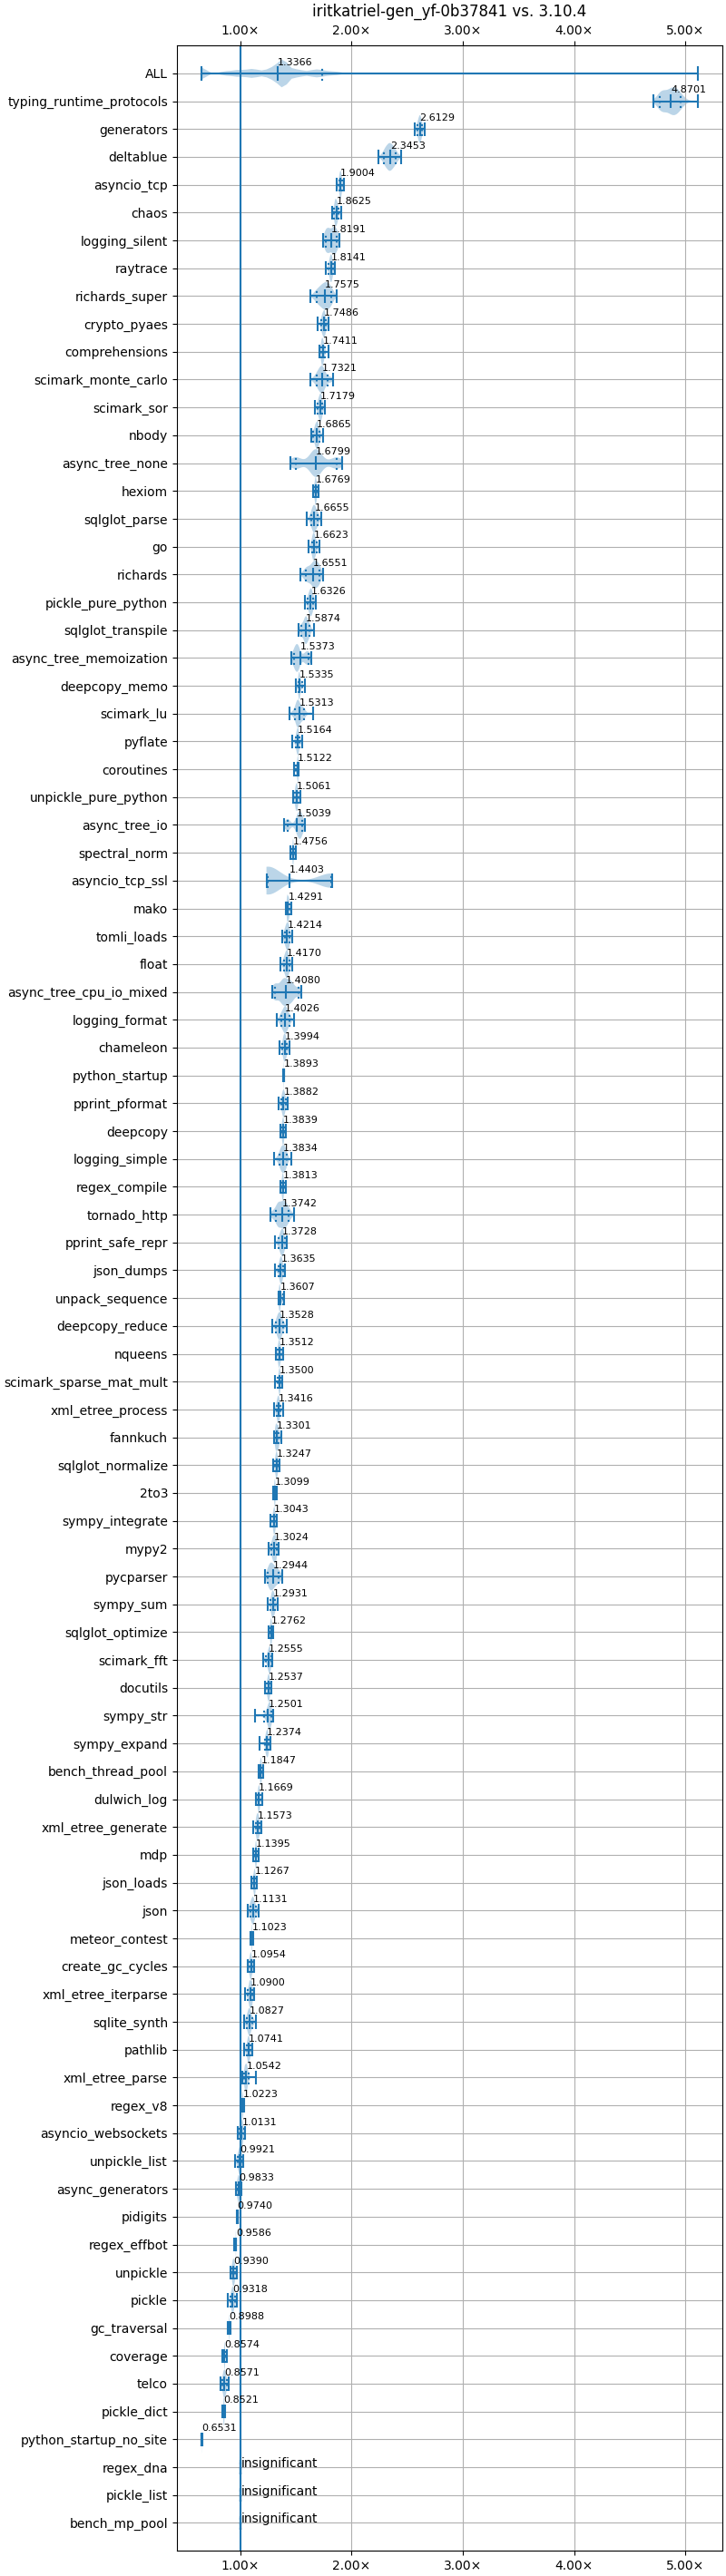 iritkatriel-gen_yf-0b37841 vs. 3.10.4
1.00× 2.00× 3.00× 4.00× 5.00×
ALL 1.3366
typing_runtime_protocols 4.8701
generators 2.6129
deltablue 2.3453
asyncio_tcp 1.9004
chaos 1.8625
logging_silent 1.8191
raytrace 1.8141
richards_super 1.7575
crypto_pyaes 1.7486
comprehensions 1.7411
scimark_monte_carlo 1.7321
scimark_sor 1.7179
nbody 1.6865
async_tree_none 1.6799
hexiom 1.6769
sqlglot_parse 1.6655
go 1.6623
richards 1.6551
pickle_pure_python 1.6326
sqlglot_transpile 1.5874
async_tree_memoization 1.5373
deepcopy_memo 1.5335
scimark_lu 1.5313
pyflate 1.5164
coroutines 1.5122
unpickle_pure_python 1.5061
async_tree_io 1.5039
spectral_norm 1.4756
asyncio_tcp_ssl 1.4403
mako 1.4291
tomli_loads 1.4214
float 1.4170
async_tree_cpu_io_mixed 1.4080
logging_format 1.4026
chameleon 1.3994
python_startup 1.3893
pprint_pformat 1.3882
deepcopy 1.3839
logging_simple 1.3834
regex_compile 1.3813
tornado_http 1.3742
pprint_safe_repr 1.3728
json_dumps 1.3635
unpack_sequence 1.3607
deepcopy_reduce 1.3528
nqueens 1.3512
scimark_sparse_mat_mult 1.3500
xml_etree_process 1.3416
fannkuch 1.3301
sqlglot_normalize 1.3247
2to3 1.3099
sympy_integrate 1.3043
mypy2 1.3024
pycparser 1.2944
sympy_sum 1.2931
sqlglot_optimize 1.2762
scimark_fft 1.2555
docutils 1.2537
sympy_str 1.2501
sympy_expand 1.2374
bench_thread_pool 1.1847
dulwich_log 1.1669
xml_etree_generate 1.1573
mdp 1.1395
json_loads 1.1267
json 1.1131
meteor_contest 1.1023
create_gc_cycles 1.0954
xml_etree_iterparse 1.0900
sqlite_synth 1.0827
pathlib 1.0741
xml_etree_parse 1.0542
regex_v8 1.0223
asyncio_websockets 1.0131
unpickle_list 0.9921
async_generators 0.9833
pidigits 0.9740
regex_effbot 0.9586
unpickle 0.9390
pickle 0.9318
gc_traversal 0.8988
coverage 0.8574
telco 0.8571
pickle_dict 0.8521
python_startup_no_site 0.6531
regex_dna insignificant
pickle_list insignificant
bench_mp_pool insignificant
1.00× 2.00× 3.00× 4.00× 5.00×